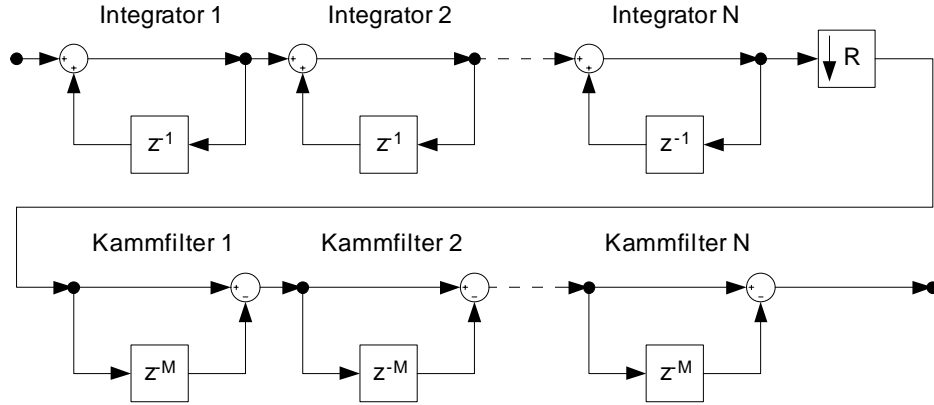 Integrator 1 Integrator 2 Integrator N
+ + + + + +
R
z-1 z-1 z-1
Kammfilter 1 Kammfilter 2 Kammfilter N
+ − + − + −
z-M z-M z-M